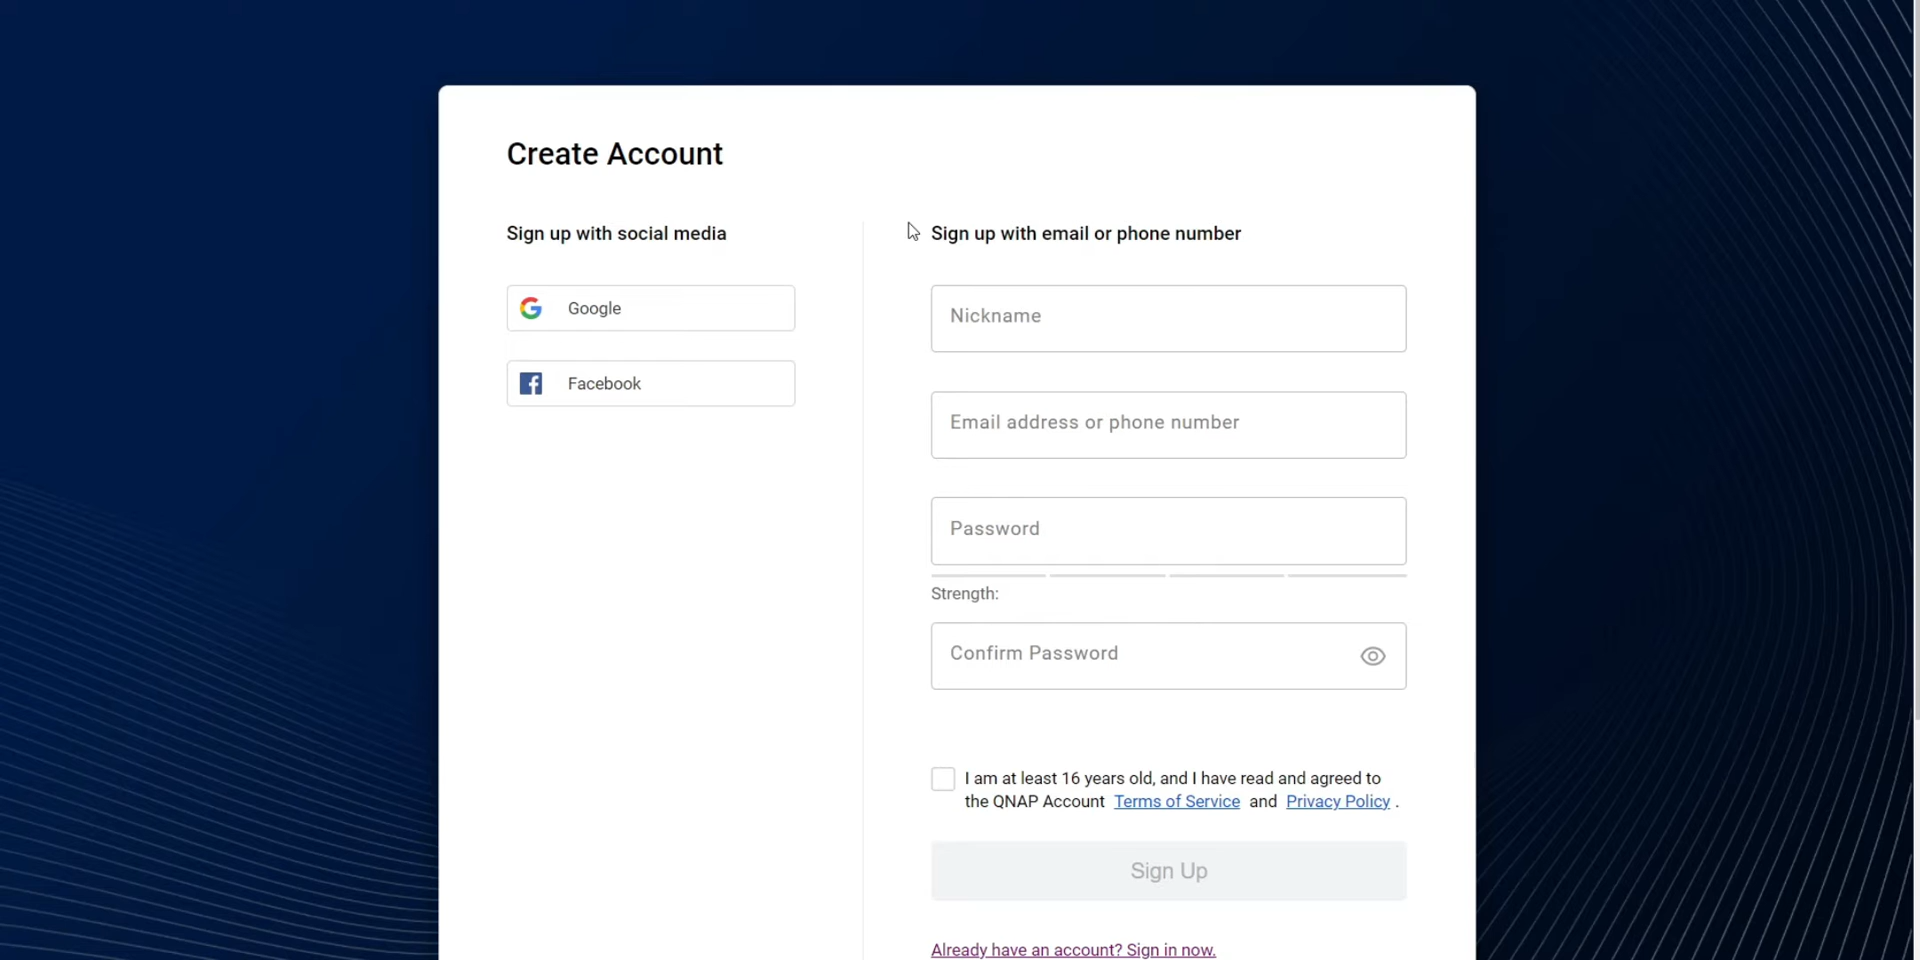 Create Account
Sign up with social media
Google
Facebook
Sign up with email or phone number
Nickname
Email address or phone number
Password
Strength:
Confirm Password
I am at least 16 years old, and I have read and agreed to
the QNAP Account Terms of Service and Privacy Policy .
Sign Up
Already have an account? Sign in now.